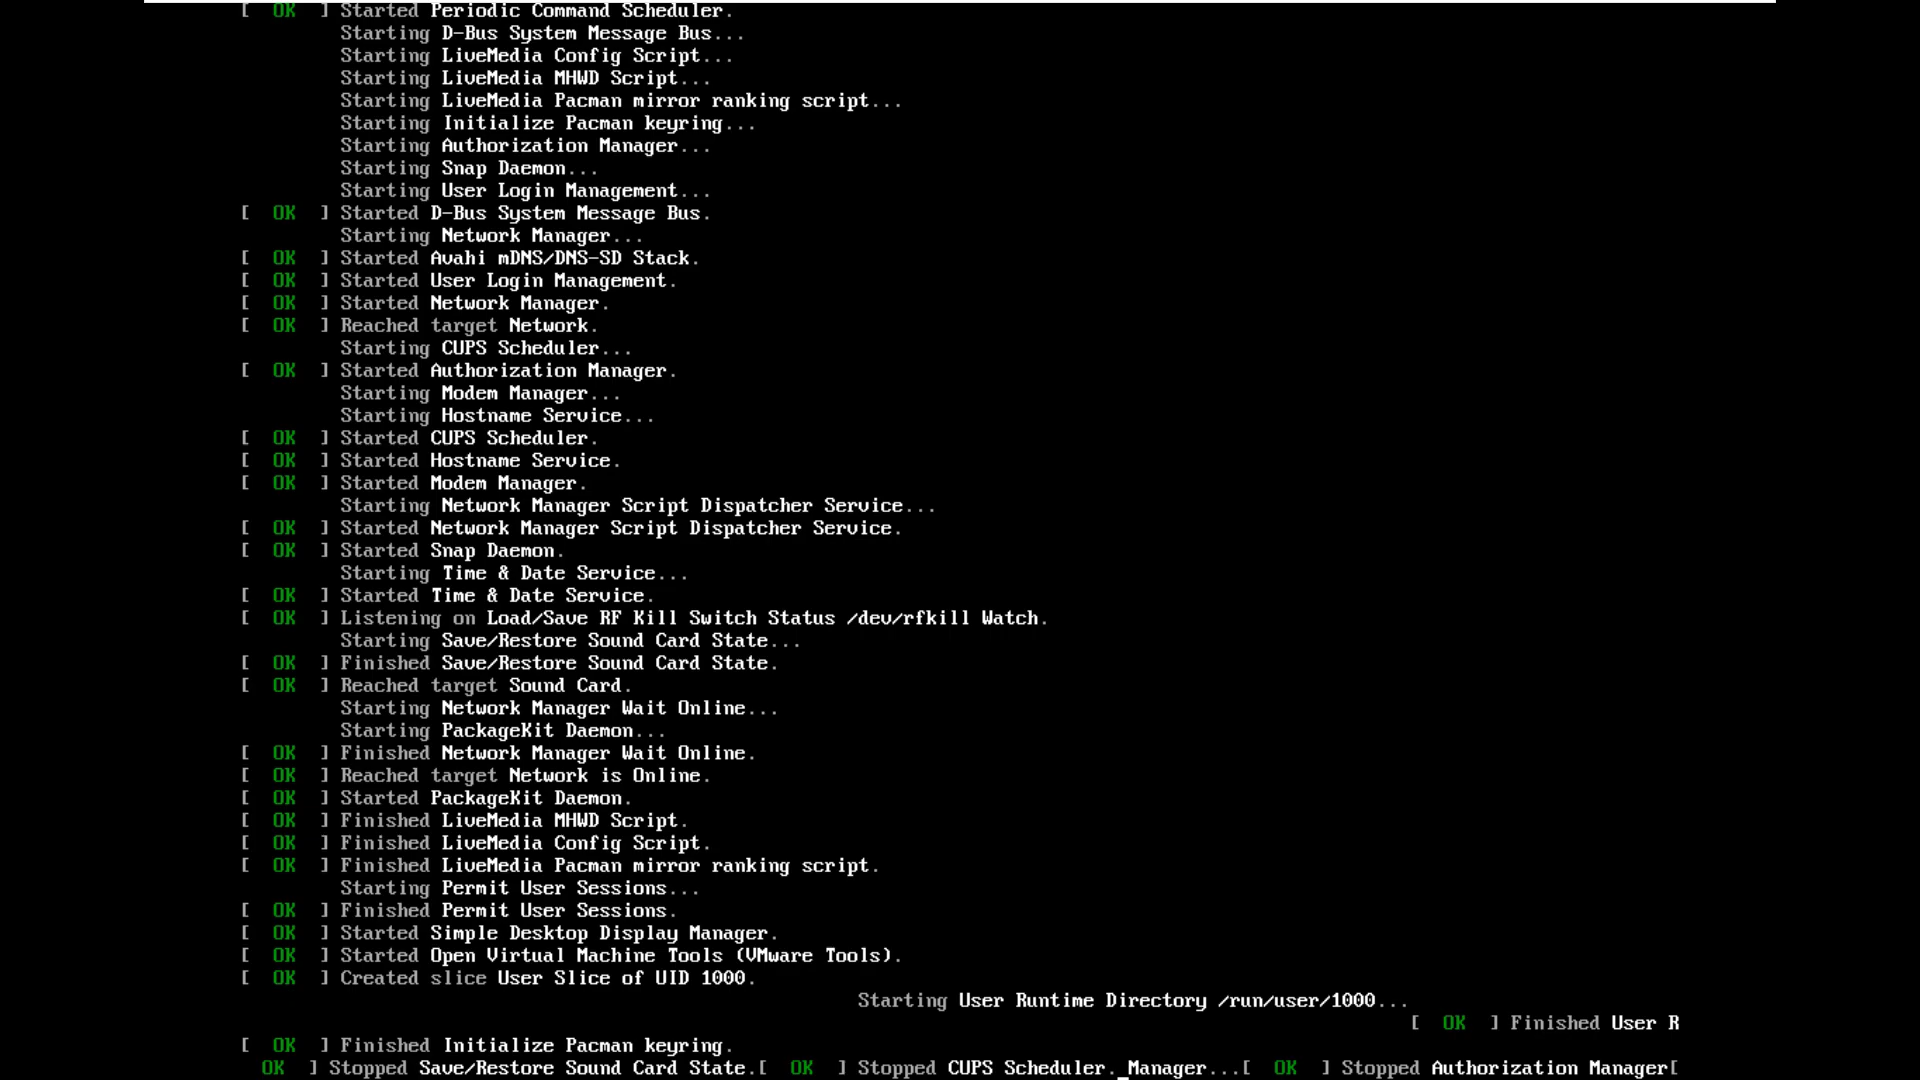 [  OK  ] Started Periodic Command Scheduler.
Starting D-Bus System Message Bus...
Starting LiveMedia Config Script...
Starting LiveMedia MHWD Script...
Starting LiveMedia Pacman mirror ranking script...
Starting Initialize Pacman keyring...
Starting Authorization Manager...
Starting Snap Daemon...
Starting User Login Management...
[  OK  ] Started D-Bus System Message Bus.
Starting Network Manager...
[  OK  ] Started Avahi mDNS/DNS-SD Stack.
[  OK  ] Started User Login Management.
[  OK  ] Started Network Manager.
[  OK  ] Reached target Network.
Starting CUPS Scheduler...
[  OK  ] Started Authorization Manager.
Starting Modem Manager...
Starting Hostname Service...
[  OK  ] Started CUPS Scheduler.
[  OK  ] Started Hostname Service.
[  OK  ] Started Modem Manager.
Starting Network Manager Script Dispatcher Service...
[  OK  ] Started Network Manager Script Dispatcher Service.
[  OK  ] Started Snap Daemon.
Starting Time & Date Service...
[  OK  ] Started Time & Date Service.
[  OK  ] Listening on Load/Save RF Kill Switch Status /dev/rfkill Watch.
Starting Save/Restore Sound Card State...
[  OK  ] Finished Save/Restore Sound Card State.
[  OK  ] Reached target Sound Card.
Starting Network Manager Wait Online...
Starting PackageKit Daemon...
[  OK  ] Finished Network Manager Wait Online.
[  OK  ] Reached target Network is Online.
[  OK  ] Started PackageKit Daemon.
[  OK  ] Finished LiveMedia MHWD Script.
[  OK  ] Finished LiveMedia Config Script.
[  OK  ] Finished LiveMedia Pacman mirror ranking script.
Starting Permit User Sessions...
[  OK  ] Finished Permit User Sessions.
[  OK  ] Started Simple Desktop Display Manager.
[  OK  ] Started Open Virtual Machine Tools (VMware Tools).
[  OK  ] Created slice User Slice of UID 1000.
Starting User Runtime Directory /run/user/1000...
[  OK  ] Finished User R
[  OK  ] Finished Initialize Pacman keyring.
OK  ] Stopped Save/Restore Sound Card State.[  OK  ] Stopped CUPS Scheduler._Manager...[  OK  ] Stopped Authorization Manager[